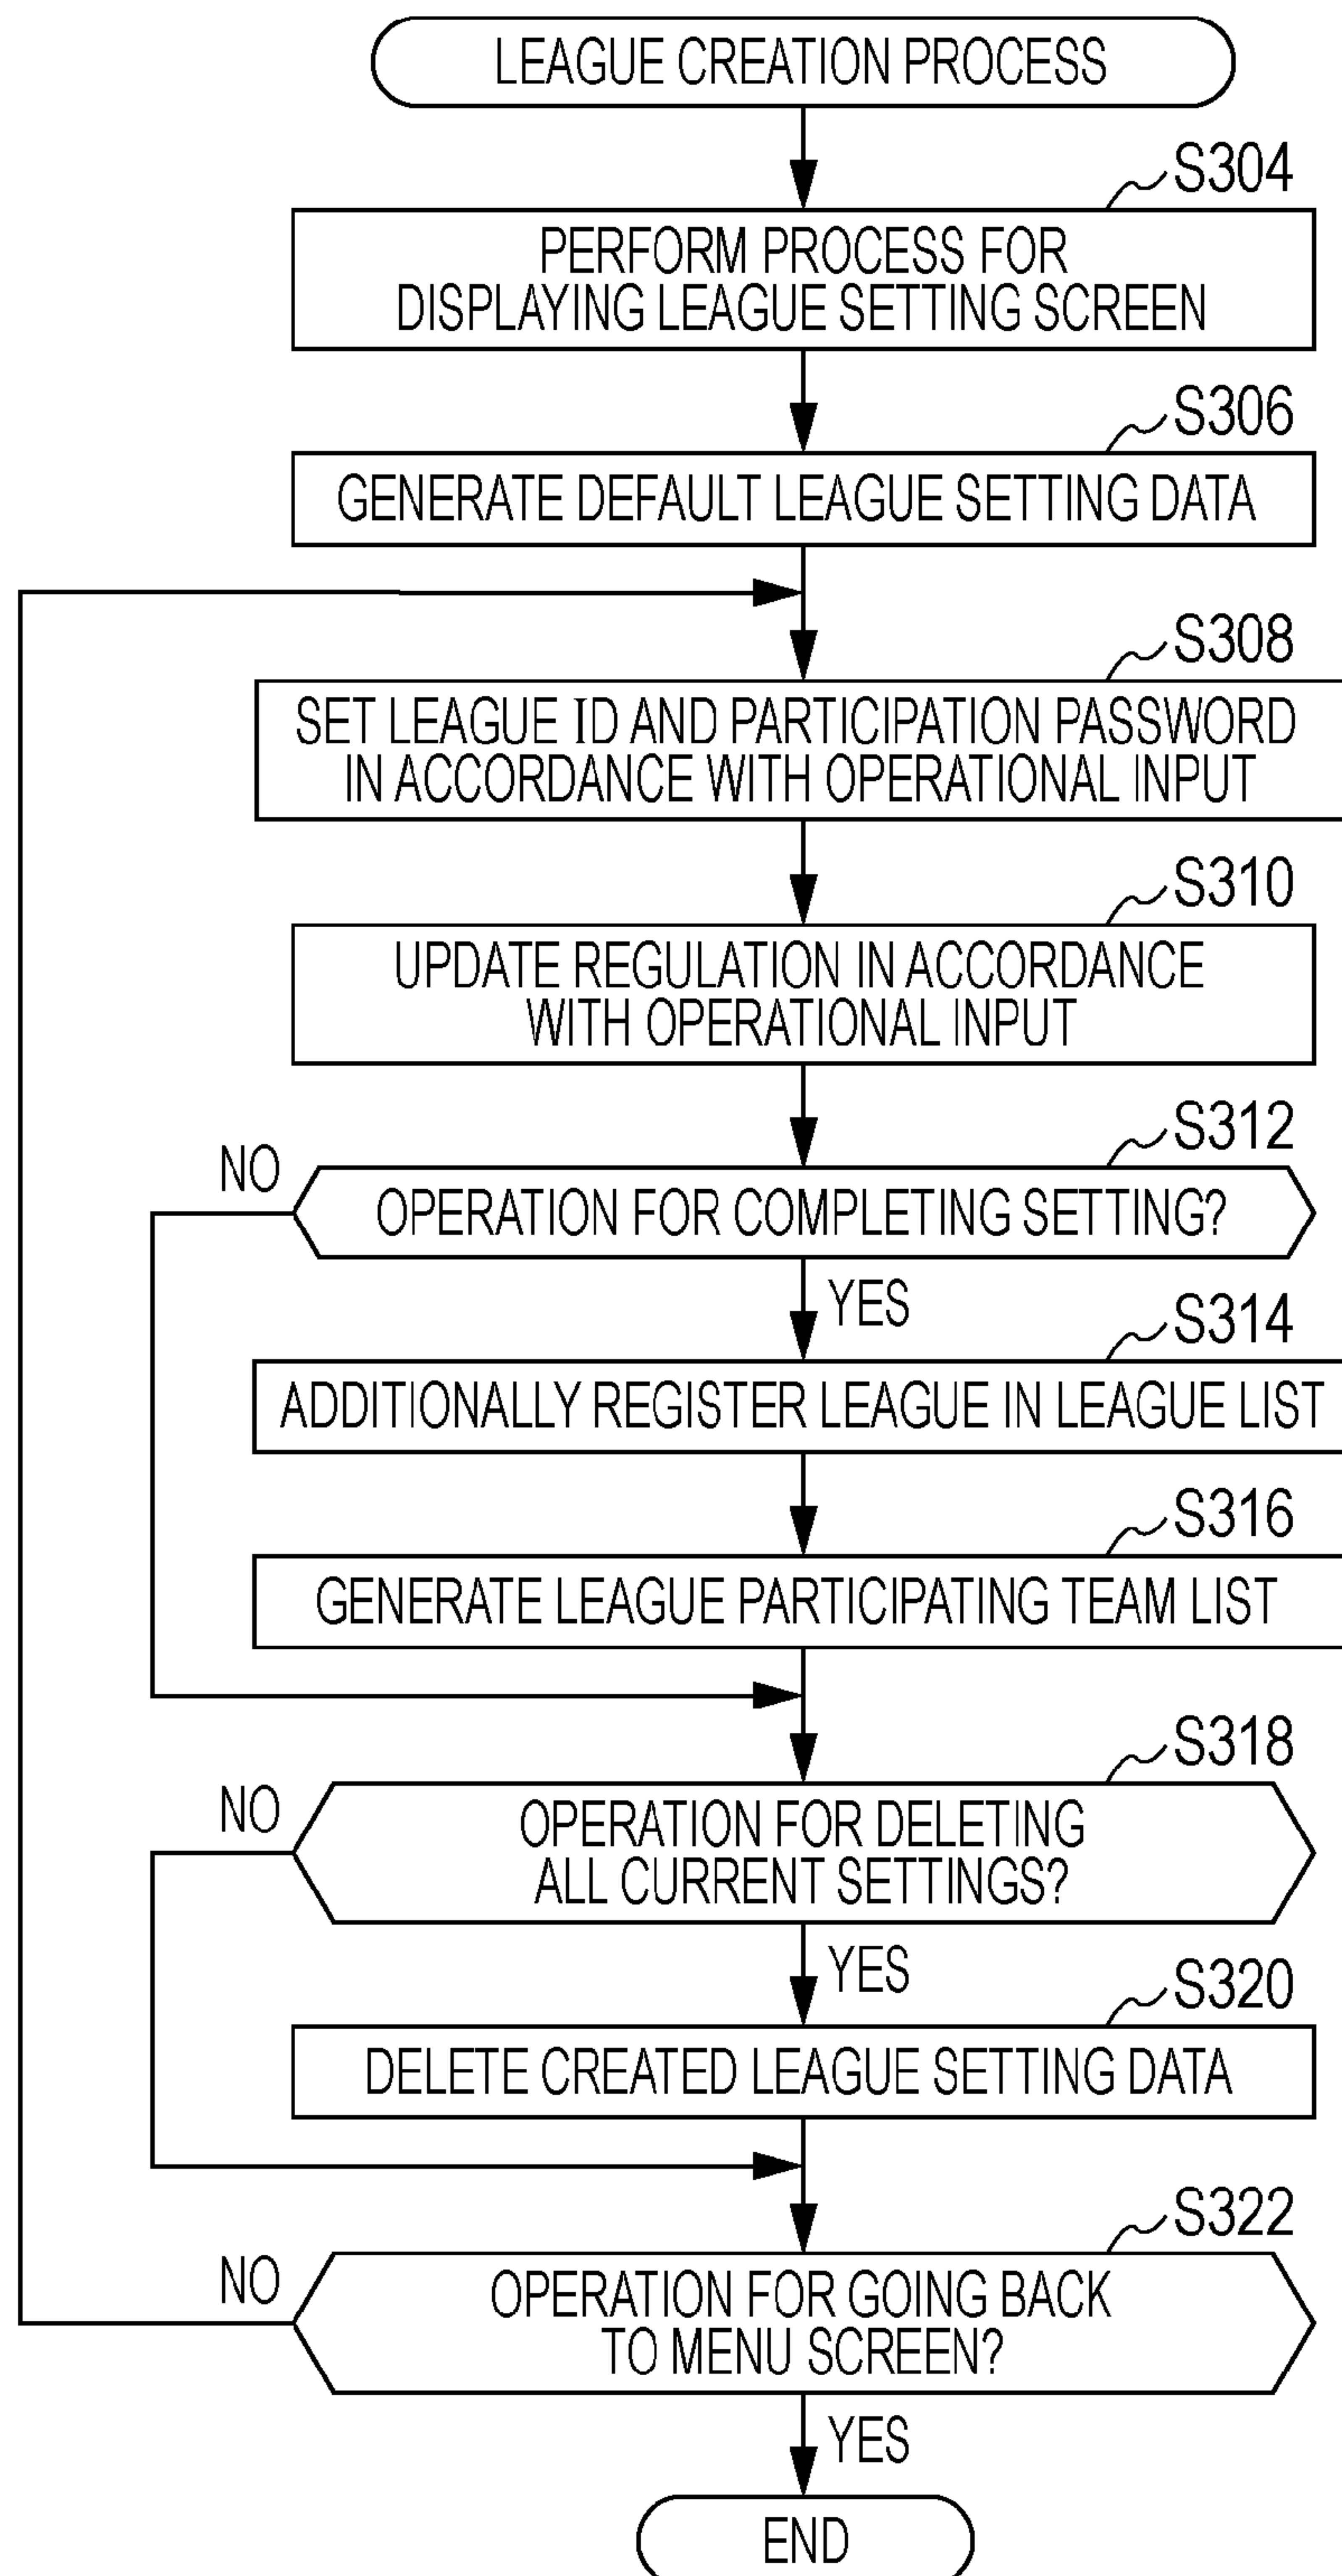 LEAGUE CREATION PROCESS
S304
PERFORM PROCESS FOR
DISPLAYING LEAGUE SETTING SCREEN
S306
GENERATE DEFAULT LEAGUE SETTING DATA
S308
SET LEAGUE ID AND PARTICIPATION PASSWORD
IN ACCORDANCE WITH OPERATIONAL INPUT
S310
UPDATE REGULATION IN ACCORDANCE
WITH OPERATIONAL INPUT
S312
NO
OPERATION FOR COMPLETING SETTING?
YES
S314
ADDITIONALLY REGISTER LEAGUE IN LEAGUE LIST
S316
GENERATE LEAGUE PARTICIPATING TEAM LIST
S318
NO
OPERATION FOR DELETING
ALL CURRENT SETTINGS?
YES
S320
DELETE CREATED LEAGUE SETTING DATA
S322
NO
OPERATION FOR GOING BACK
TO MENU SCREEN?
YES
END